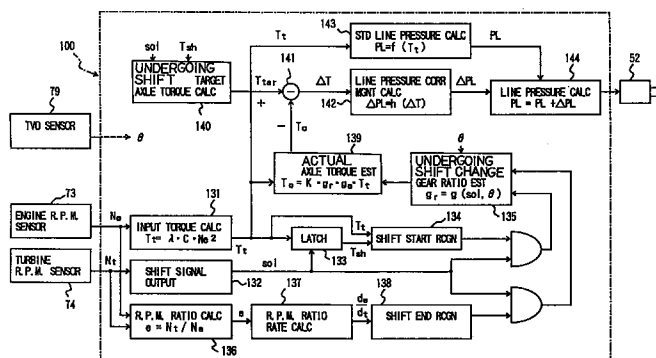 100
79
TVO SENSOR
θ
73
ENGINE R.P.M.
SENSOR
Ne
TURBINE
R.P.M. SENSOR
74
Nt
sol
Tsh
UNDERGOING
SHIFT TARGET
AXLE TORQUE CALC
140
Ttar
+
141
−
−
ΔT
Tt
143
STD LINE PRESSURE CALC
PL=f (Tt)
PL
LINE PRESSURE CORR
MGNT CALC
ΔPL=h (ΔT)
142
ΔPL
144
LINE PRESSURE CALC
PL = PL +ΔPL
52
To
139
ACTUAL
AXLE TORQUE EST
To = K・gr・ge・Tt
θ
UNDERGOING
SHIFT CHANGE
GEAR RATIO EST
gr = g (sol, θ)
135
131
INPUT TORQUE CALC
Tt= λ・C・Ne²
Tt
LATCH
133
Tt
Tsh
134
SHIFT START RCGN
SHIFT SIGNAL
OUTPUT
132
sol
R.P.M. RATIO CALC
e = Nt / Ne
136
e
137
R.P.M. RATIO
RATE CALC
de
dt
138
SHIFT END RCGN